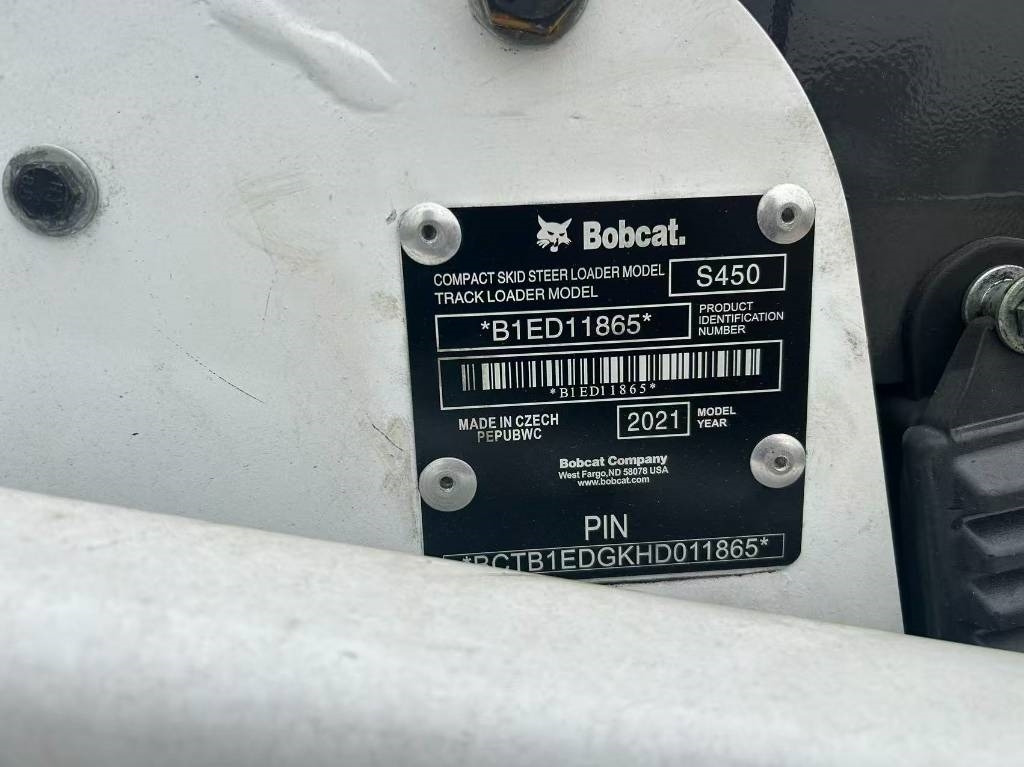 Bobcat.
COMPACT SKID STEER LOADER MODEL
TRACK LOADER MODEL
S450
*B1ED11865*
PRODUCT
IDENTIFICATION
NUMBER
*B1ED11865*
MADE IN CZECH
PEPUBWC
2021
MODEL
YEAR
Bobcat Company
West Fargo,ND 58078 USA
www.bobcat.com
PIN
*BCTB1EDGKHD011865*